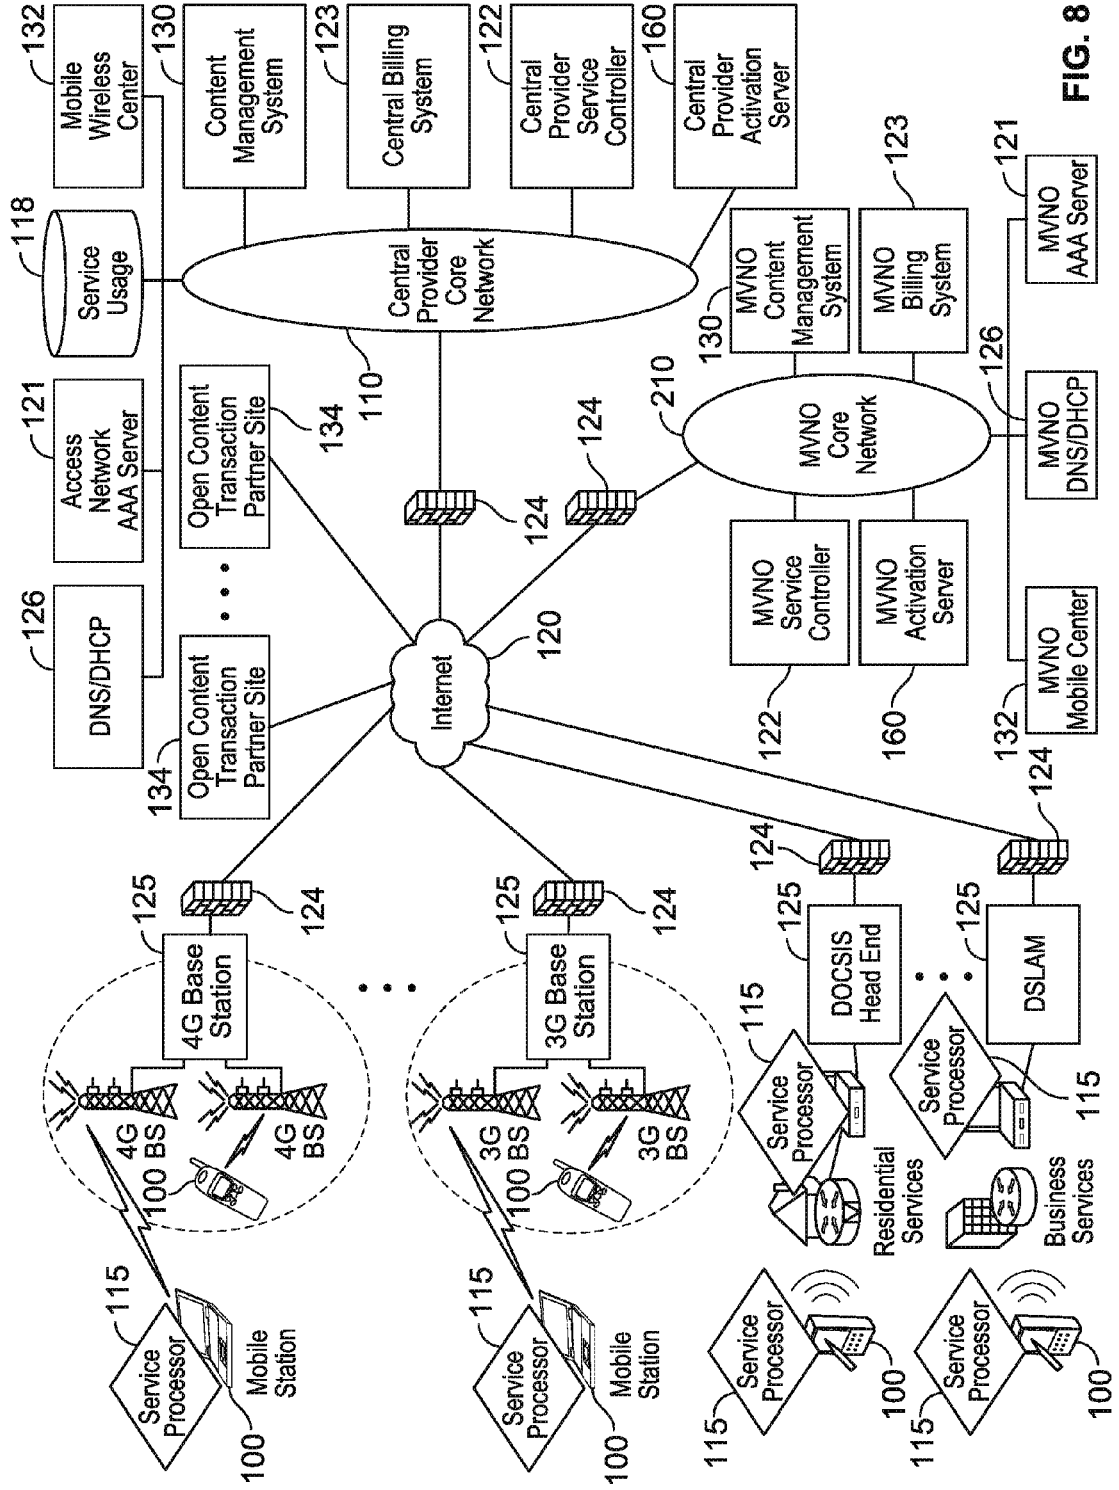 126
DNS/DHCP
121
Access
Network
AAA Server
118
Service
Usage
132
Mobile
Wireless
Center
134
Open Content
Transaction
Partner Site
Open Content
Transaction
Partner Site
134
130
Content
Management
System
123
Central Billing
System
122
Central
Provider
Service
Controller
160
Central
Provider
Activation
Server
Central
Provider
Core
Network
110
115
Service
Processor
100
Mobile
Station
4G
BS
100
4G
BS
125
4G Base
Station
124
115
Service
Processor
100
Mobile
Station
3G
BS
100
3G
BS
125
3G Base
Station
124
Internet
120
124
124
115
Service
Processor
100
Residential
Services
Service
Processor
115
125
DOCSIS
Head End
124
115
Service
Processor
100
Business
Services
Service
Processor
115
125
DSLAM
124
210
MVNO
Core
Network
MVNO
Service
Controller
122
130
MVNO
Content
Management
System
MVNO
Activation
Server
160
MVNO
Billing
System
123
132
MVNO
Mobile Center
126
MVNO
DNS/DHCP
121
MVNO
AAA Server
FIG. 8